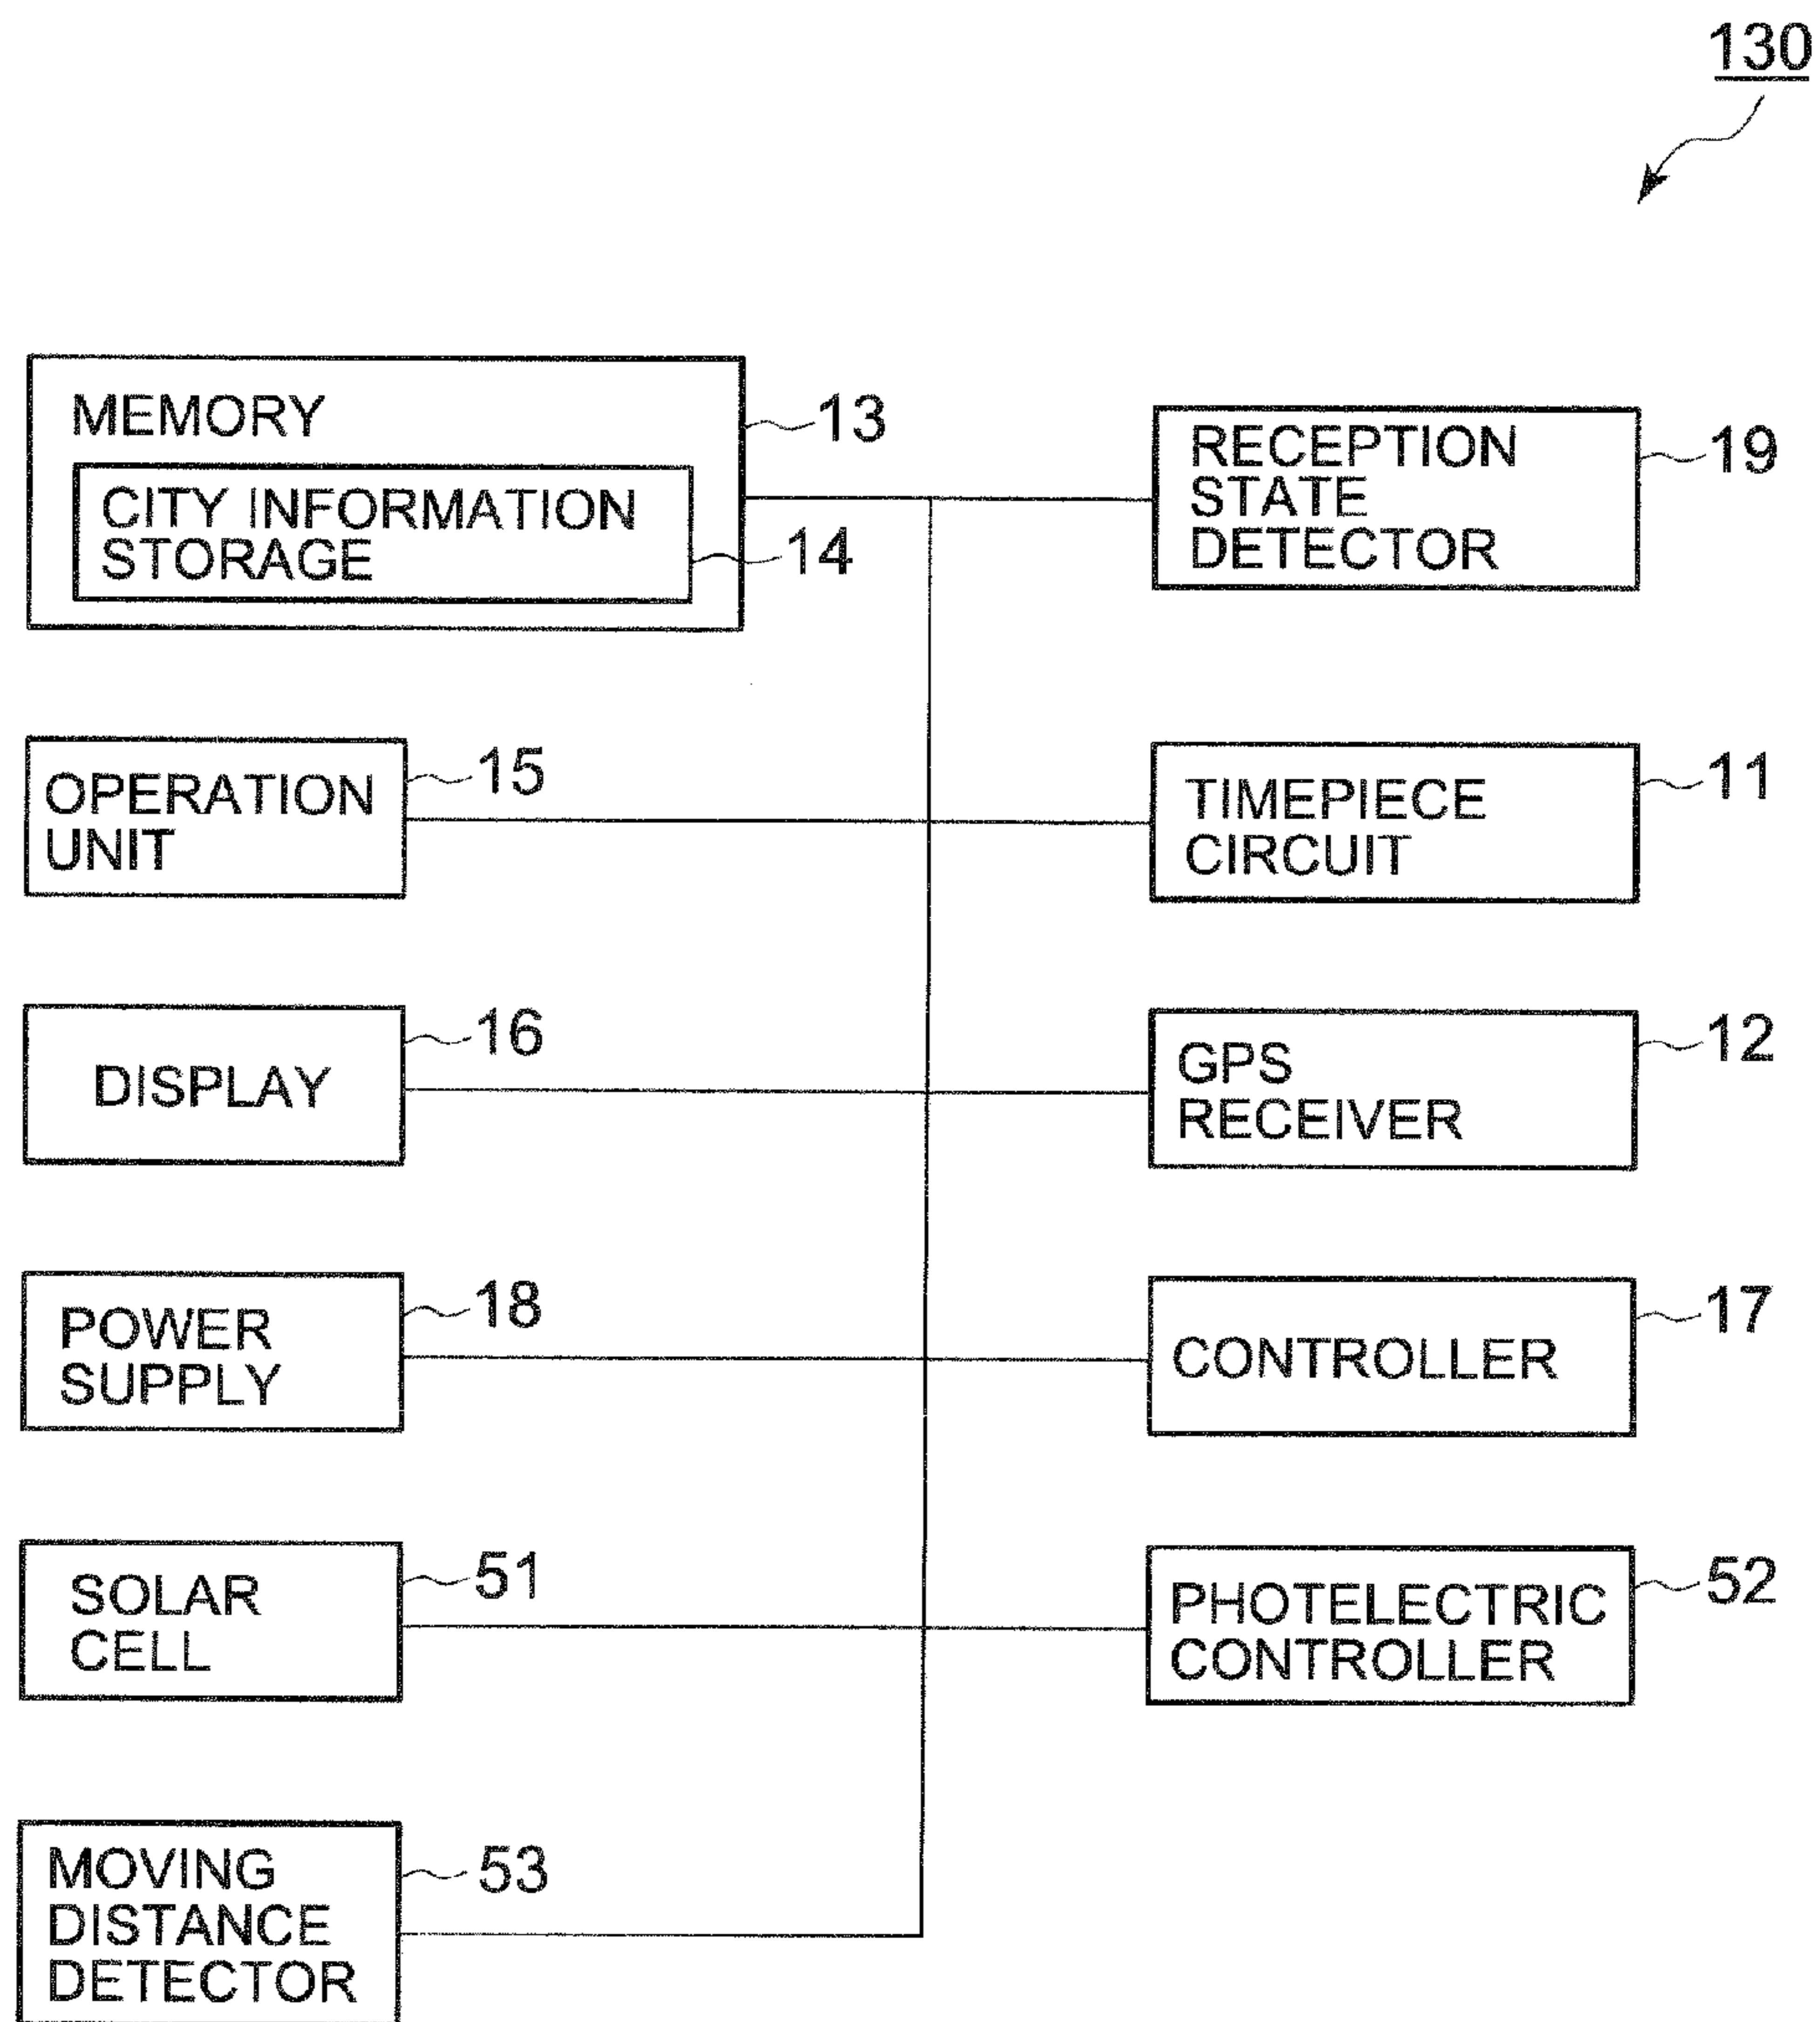 130
MEMORY
13
CITY INFORMATION
STORAGE
14
RECEPTION
STATE
DETECTOR
19
OPERATION
UNIT
15
TIMEPIECE
CIRCUIT
11
DISPLAY
16
GPS
RECEIVER
12
POWER
SUPPLY
18
CONTROLLER
17
SOLAR
CELL
51
PHOTELECTRIC
CONTROLLER
52
MOVING
DISTANCE
DETECTOR
53